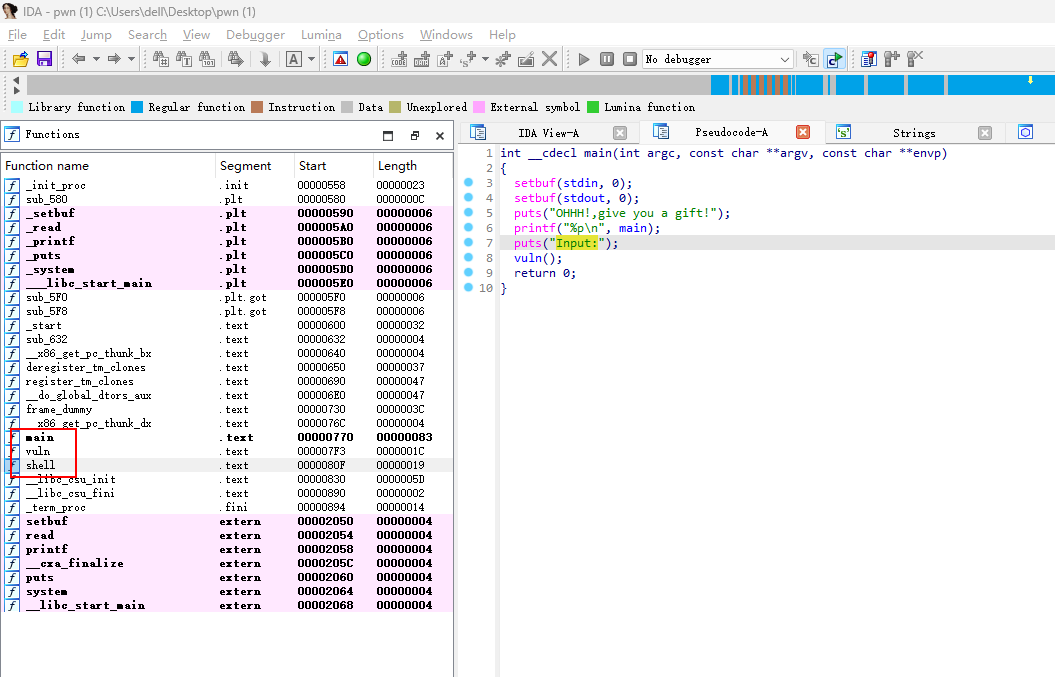 IDA - pwn (1) C:\Users\dell\Desktop\pwn (1)
File Edit Jump Search View Debugger Lumina Options Windows Help
No debugger
Library function Regular function Instruction Data Unexplored External symbol Lumina function
Functions
Function name Segment Start Length
_init_proc .init 00000558 00000023
sub_580 .plt 00000580 0000000C
_setbuf .plt 00000590 00000006
_read .plt 000005A0 00000006
_printf .plt 000005B0 00000006
_puts .plt 000005C0 00000006
_system .plt 000005D0 00000006
___libc_start_main .plt 000005E0 00000006
sub_5F0 .plt.got 000005F0 00000006
sub_5F8 .plt.got 000005F8 00000006
_start .text 00000600 00000032
sub_632 .text 00000632 00000004
__x86_get_pc_thunk_bx .text 00000640 00000004
deregister_tm_clones .text 00000650 00000037
register_tm_clones .text 00000690 00000047
__do_global_dtors_aux .text 000006E0 00000047
frame_dummy .text 00000730 0000003C
__x86_get_pc_thunk_dx .text 0000076C 00000004
main .text 00000770 00000083
vuln .text 000007F3 0000001C
shell .text 0000080F 00000019
__libc_csu_init .text 00000830 0000005D
__libc_csu_fini .text 00000890 00000002
_term_proc .fini 00000894 00000014
setbuf extern 00002050 00000004
read extern 00002054 00000004
printf extern 00002058 00000004
__cxa_finalize extern 0000205C 00000004
puts extern 00002060 00000004
system extern 00002064 00000004
__libc_start_main extern 00002068 00000004
IDA View-A Pseudocode-A Strings
1 int __cdecl main(int argc, const char **argv, const char **envp)
2 {
3 setbuf(stdin, 0);
4 setbuf(stdout, 0);
5 puts("OHHH!,give you a gift!");
6 printf("%p\n", main);
7 puts("Input:");
8 vuln();
9 return 0;
10 }